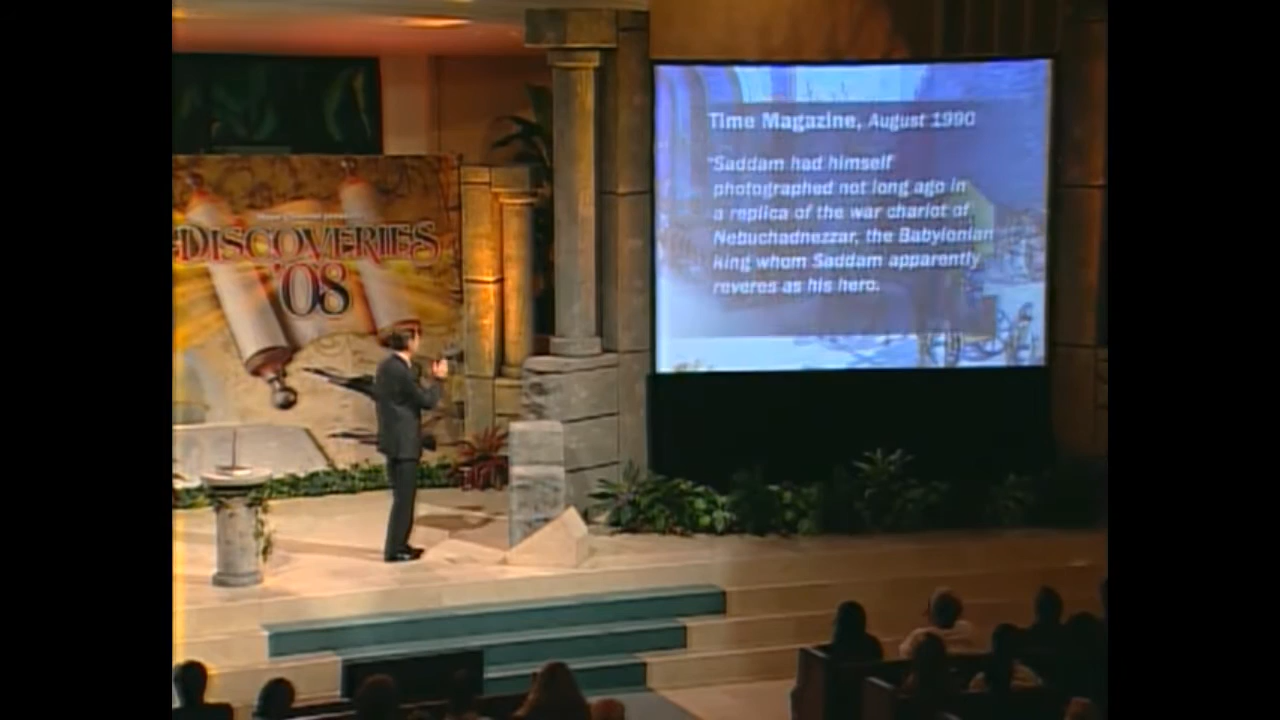 DISCOVERIES
'08
Time Magazine, August 1990
"Saddam had himself
photographed not long ago in
a replica of the war chariot of
Nebuchadnezzar, the Babylonian
king whom Saddam apparently
reveres as his hero.